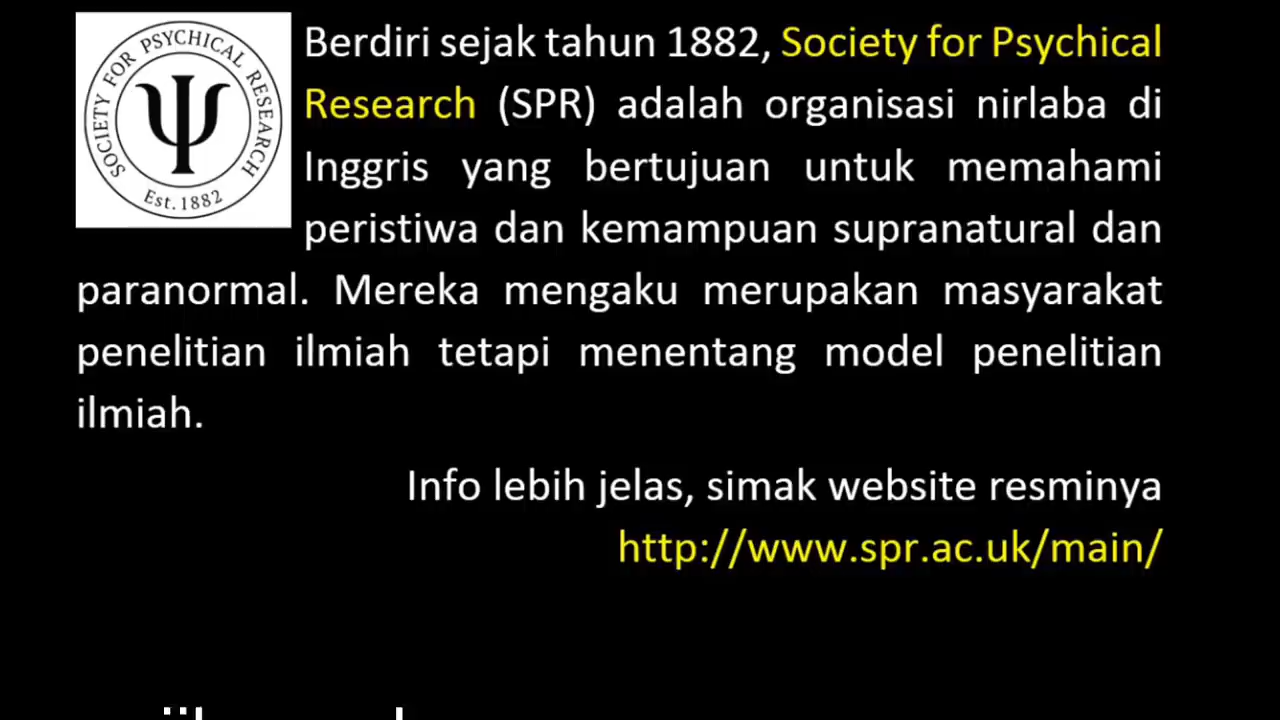 SOCIETY FOR PSYCHICAL RESEARCH
Est. 1882
Berdiri sejak tahun 1882, Society for Psychical
Research (SPR) adalah organisasi nirlaba di
Inggris yang bertujuan untuk memahami
peristiwa dan kemampuan supranatural dan
paranormal. Mereka mengaku merupakan masyarakat
penelitian ilmiah tetapi menentang model penelitian
ilmiah.
Info lebih jelas, simak website resminya
http://www.spr.ac.uk/main/